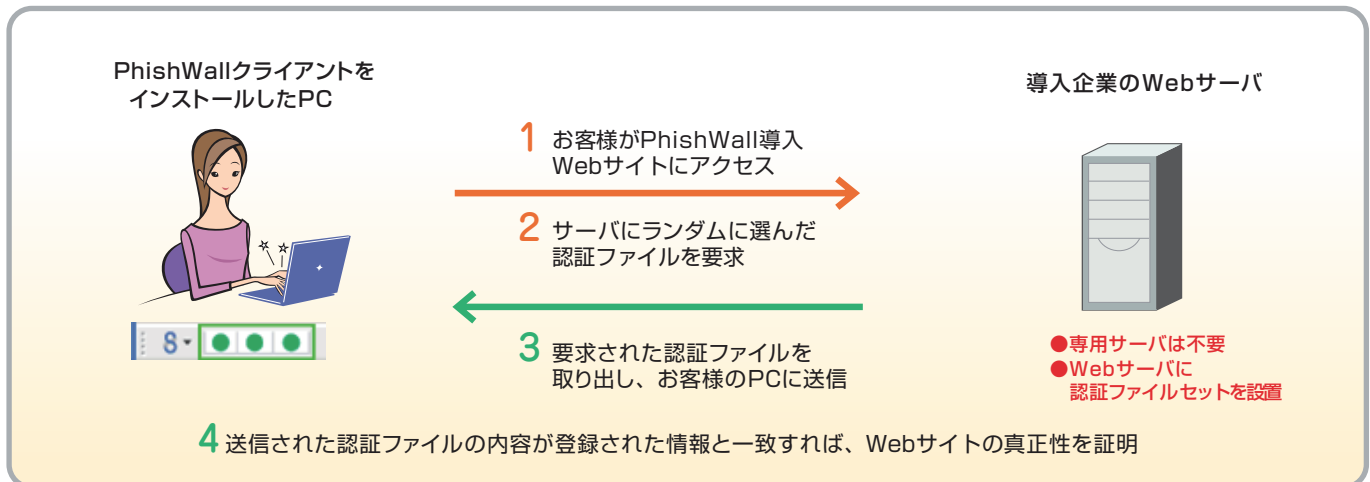 PhishWallクライアントを
インストールしたPC
導入企業のWebサーバ
1 お客様がPhishWall導入
Webサイトにアクセス
2 サーバにランダムに選んだ
認証ファイルを要求
3 要求された認証ファイルを
取り出し、お客様のPCに送信
S
●専用サーバは不要
●Webサーバに
認証ファイルセットを設置
4 送信された認証ファイルの内容が登録された情報と一致すれば、Webサイトの真正性を証明